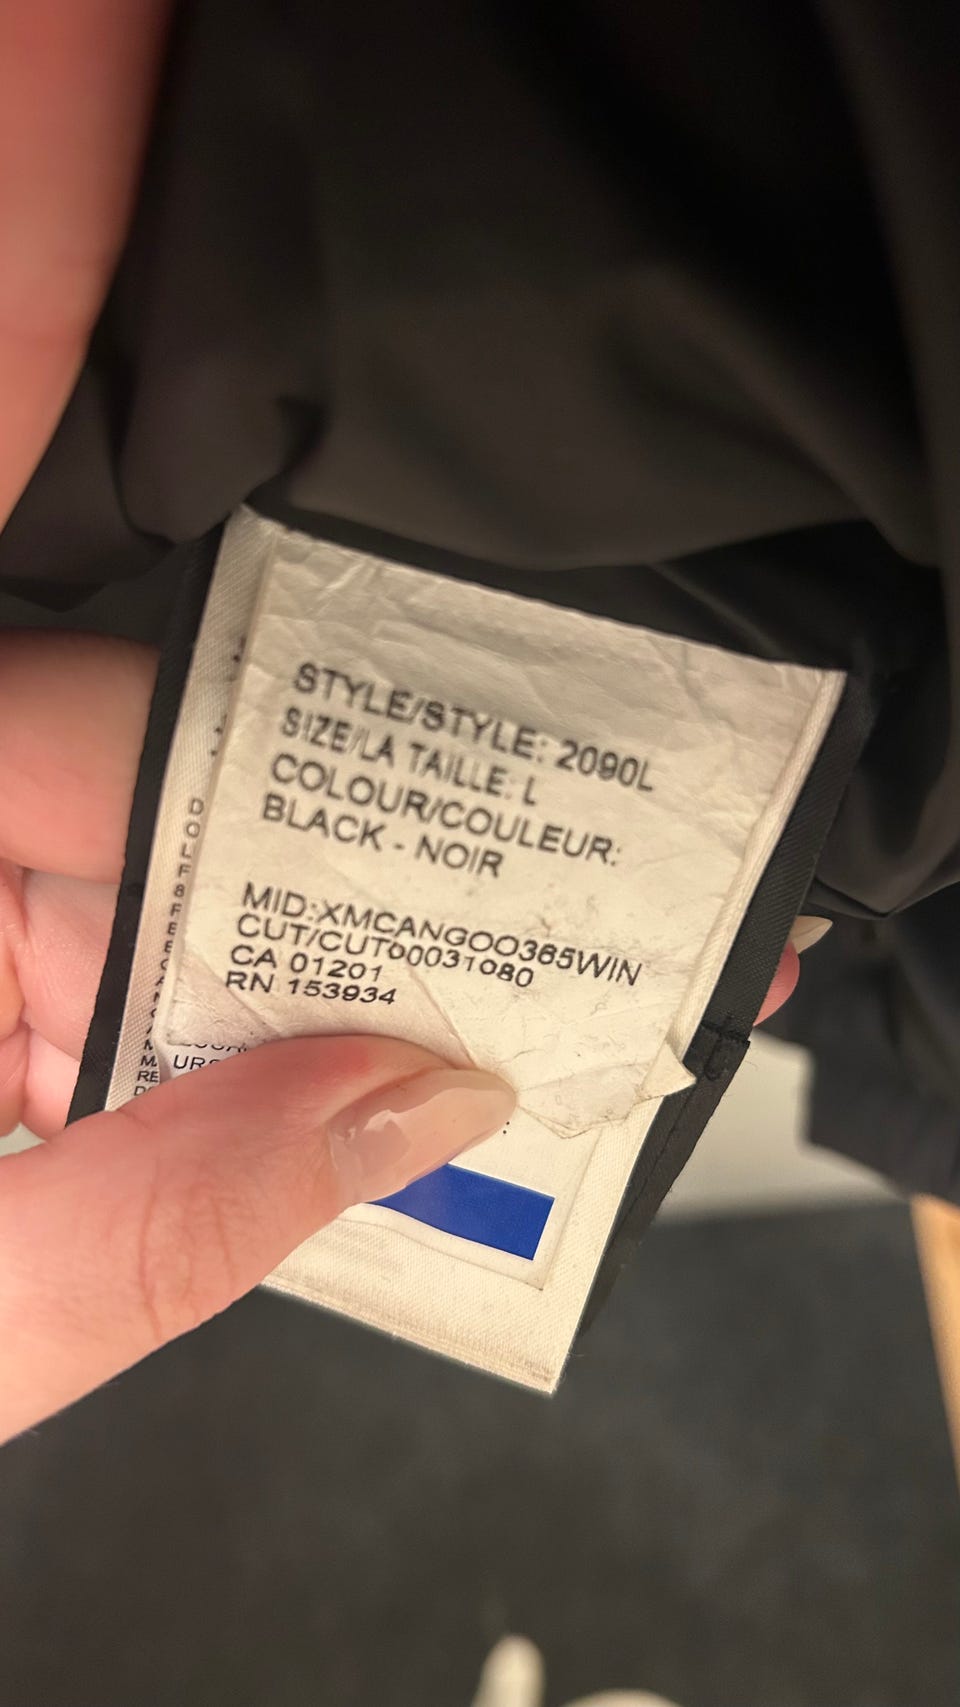 STYLE/STYLE: 2090L
SIZE/LA TAILLE: L
COLOUR/COULEUR:
BLACK - NOIR
MID:XMCANGOO365WIN
CUT/CUT00031080
CA 01201
RN 153934